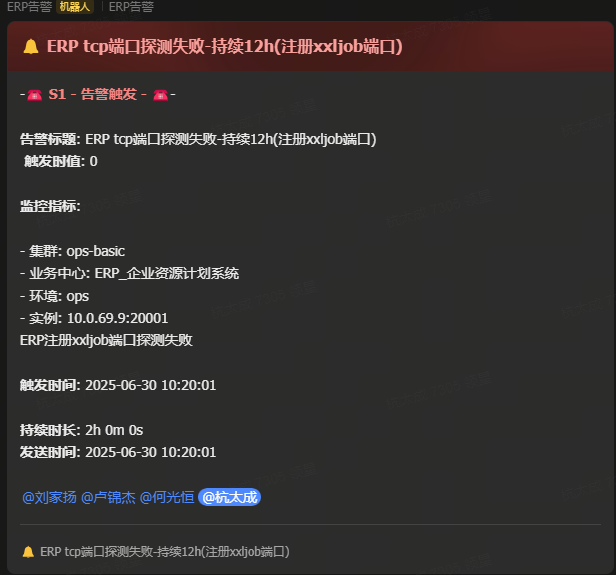 ERP告警 机器人 | ERP告警
🔔 ERP tcp端口探测失败-持续12h(注册xxljob端口)
-☎️ S1 - 告警触发 - ☎️-
告警标题: ERP tcp端口探测失败-持续12h(注册xxljob端口)
触发时值: 0
监控指标:
- 集群: ops-basic
- 业务中心: ERP_企业资源计划系统
- 环境: ops
- 实例: 10.0.69.9:20001
ERP注册xxljob端口探测失败
触发时间: 2025-06-30 10:20:01
持续时长: 2h 0m 0s
发送时间: 2025-06-30 10:20:01
@刘家扬 @卢锦杰 @何光恒 @杭太成
🔔 ERP tcp端口探测失败-持续12h(注册xxljob端口)